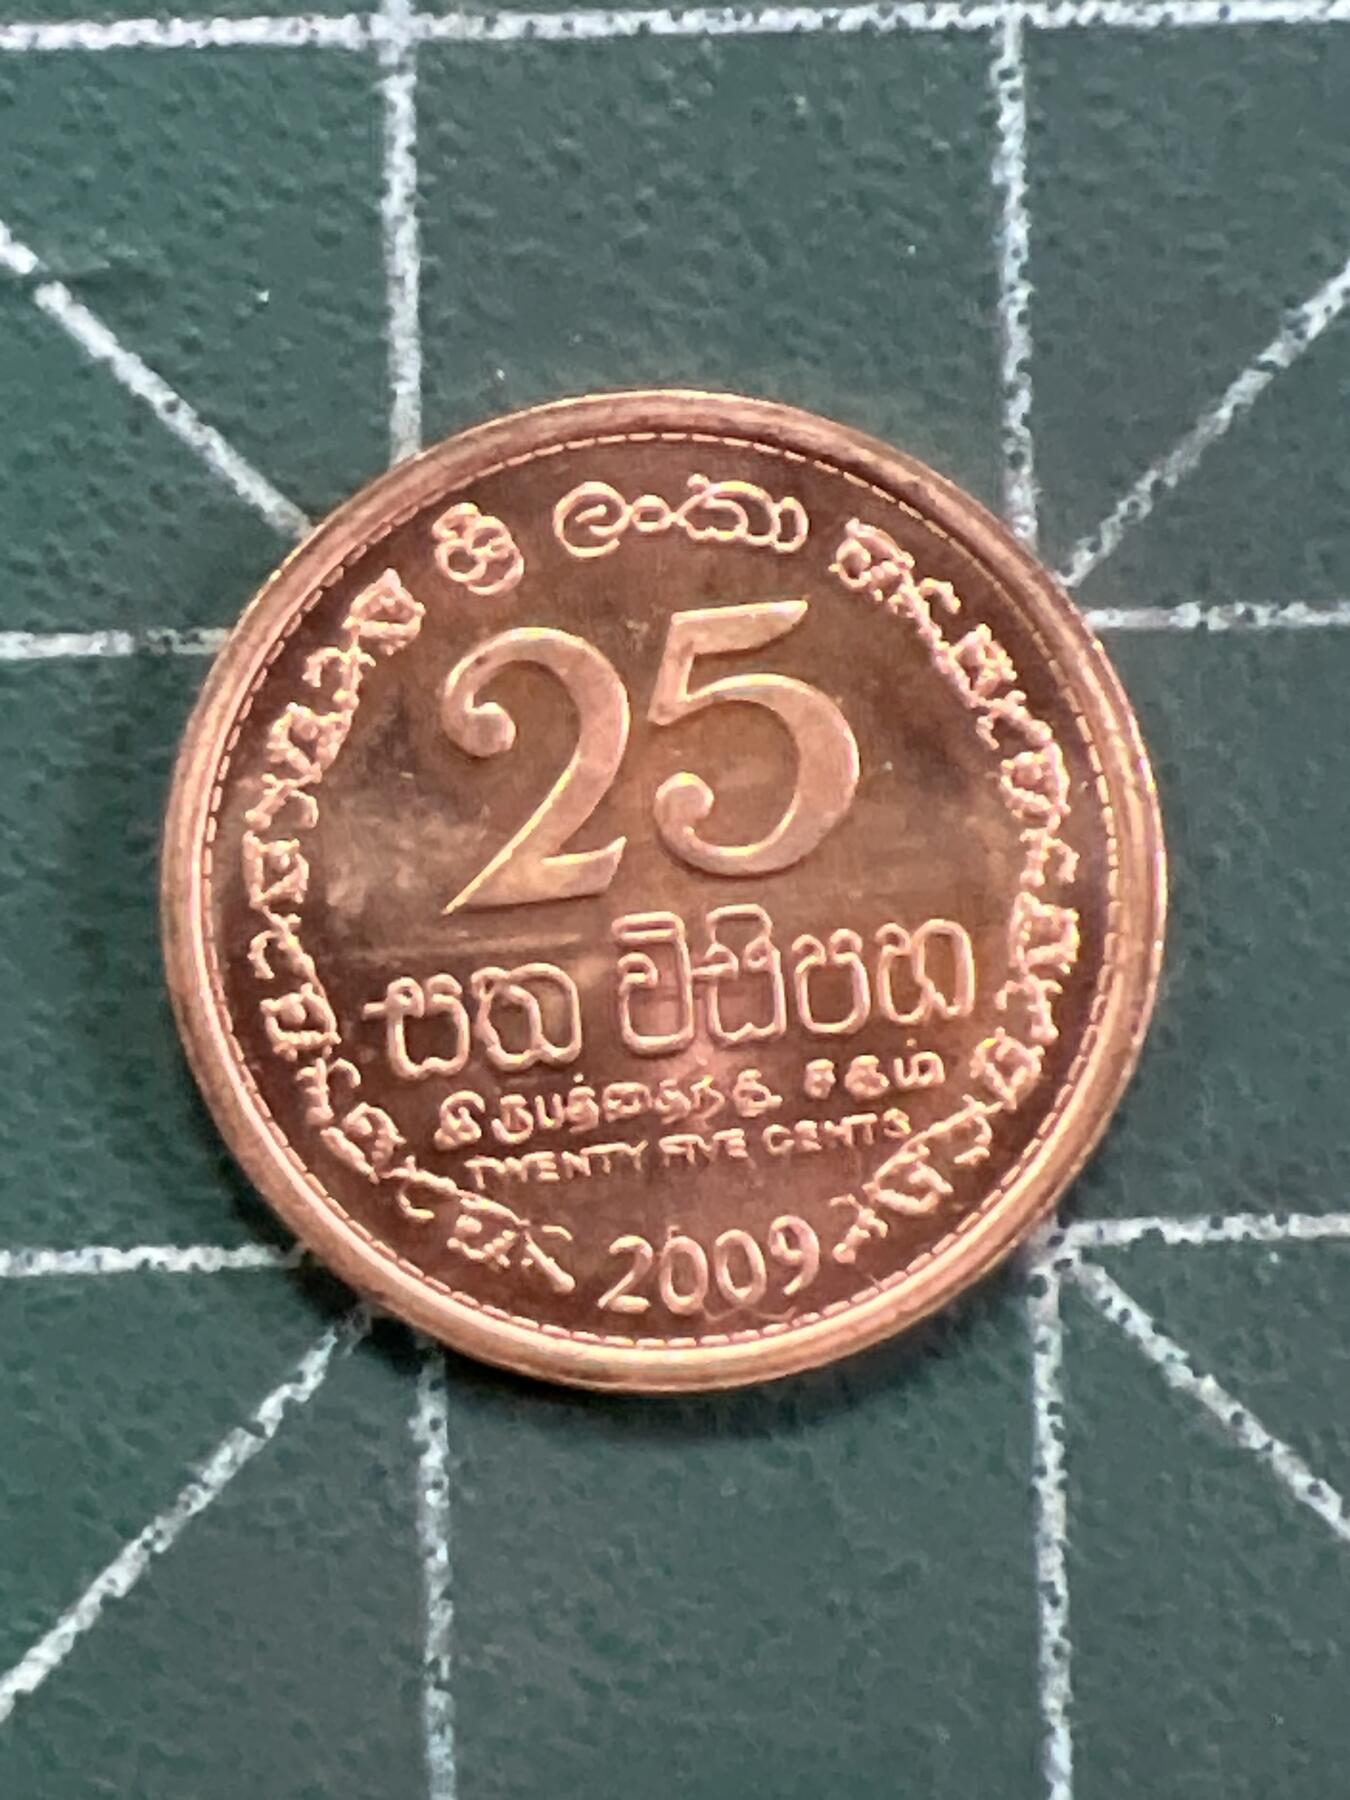 ශ්‍රී ලංකා
25
සත විසිපහ
இருபத்தைந்து சதம்
TWENTY FIVE CENTS
2009